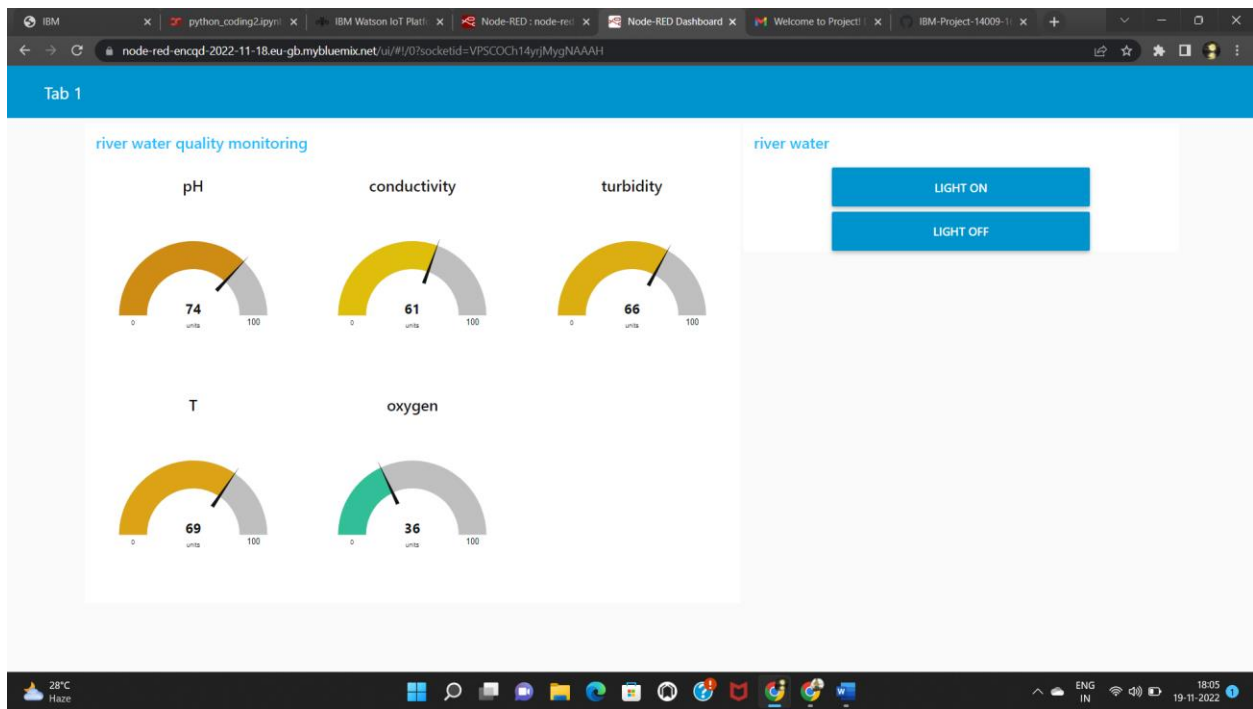 IBM
python_coding2.ipynb
IBM Watson IoT Platfo
Node-RED : node-red
Node-RED Dashboard
Welcome to Project! (
IBM-Project-14009-1
node-red-encqd-2022-11-18.eu-gb.mybluemix.net/ui/#!/0?socketid=VPSCOCh14yrjMygNAAAH
Tab 1
river water quality monitoring
river water
pH
conductivity
turbidity
LIGHT ON
LIGHT OFF
74
units
0
100
61
units
0
100
66
units
0
100
T
oxygen
69
units
0
100
36
units
0
100
28°C
Haze
ENG
IN
18:05
19-11-2022
1